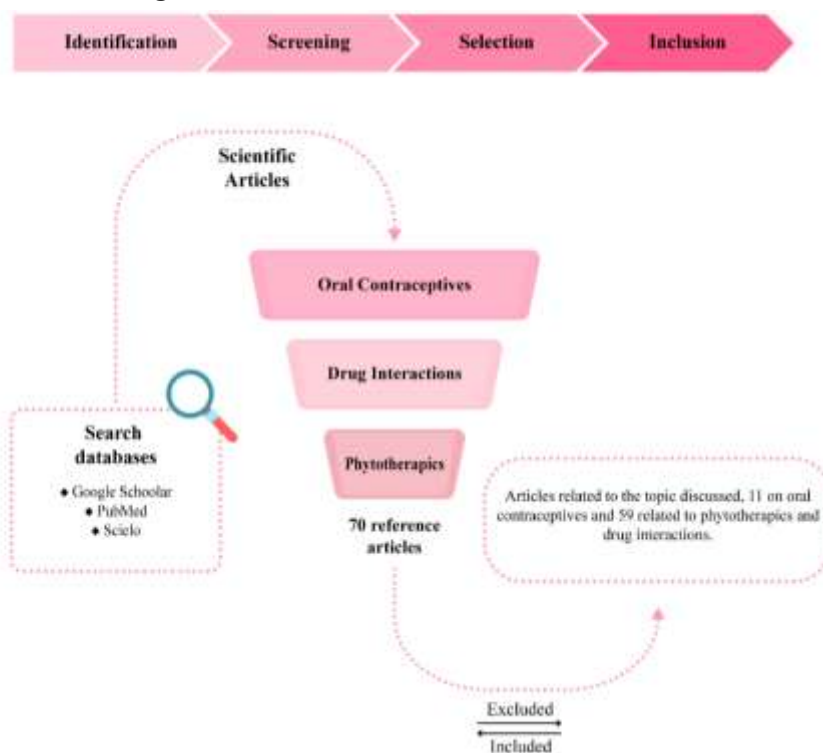 Identification
Screening
Selection
Inclusion
Scientific
Articles
Oral Contraceptives
Drug Interactions
Phytotherapics
70 reference
articles
Search
databases
◆ Google Schoolar
◆ PubMed
◆ Scielo
Articles related to the topic discussed, 11 on oral
contraceptives and 59 related to phytotherapics and
drug interactions.
Excluded
Included